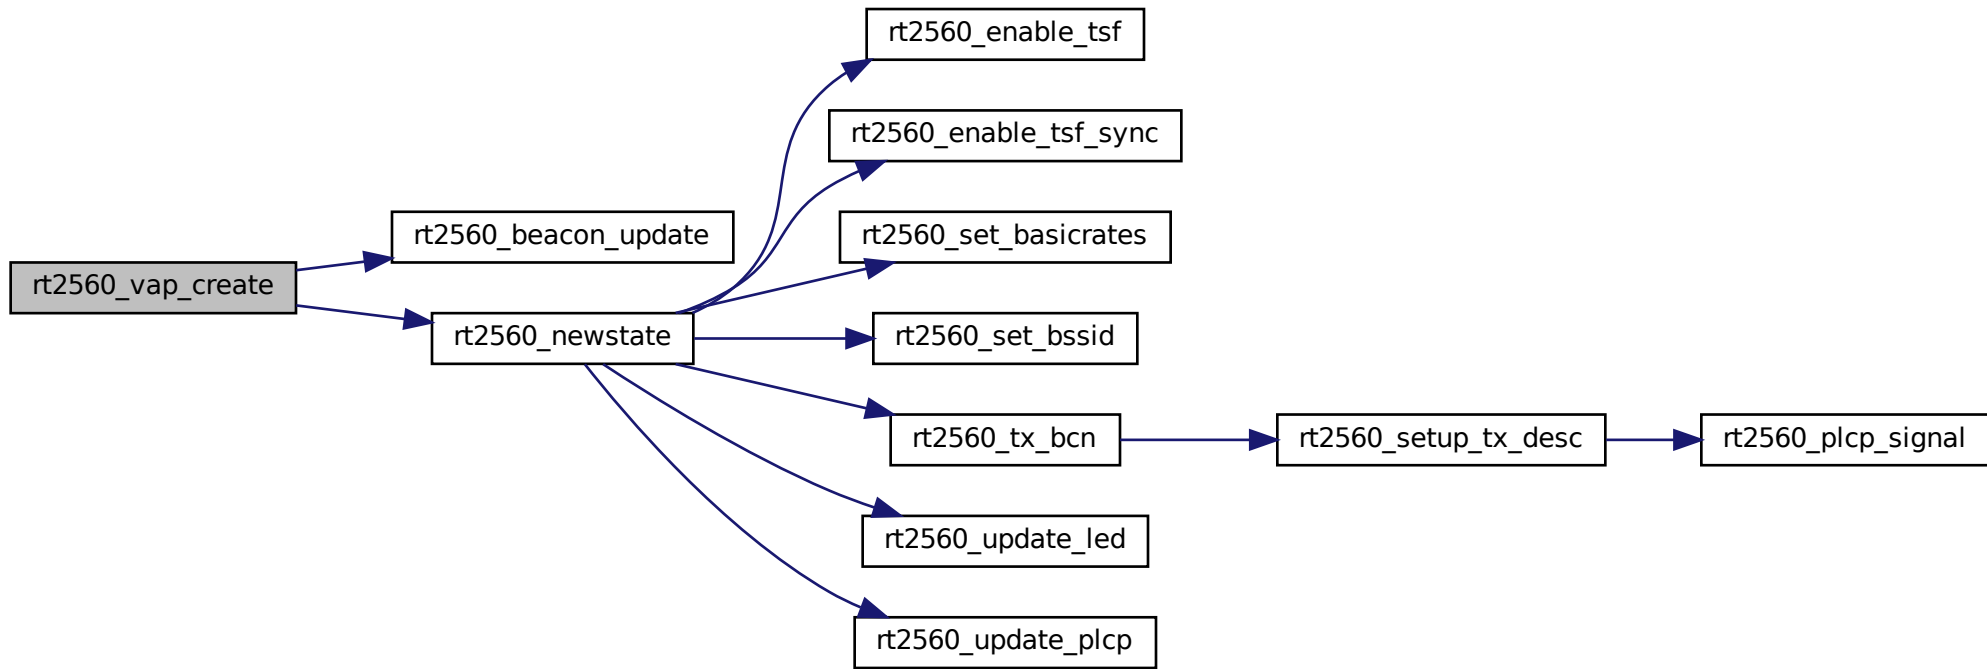 rt2560_vap_create
rt2560_beacon_update
rt2560_newstate
rt2560_enable_tsf
rt2560_enable_tsf_sync
rt2560_set_basicrates
rt2560_set_bssid
rt2560_tx_bcn
rt2560_setup_tx_desc
rt2560_plcp_signal
rt2560_update_led
rt2560_update_plcp